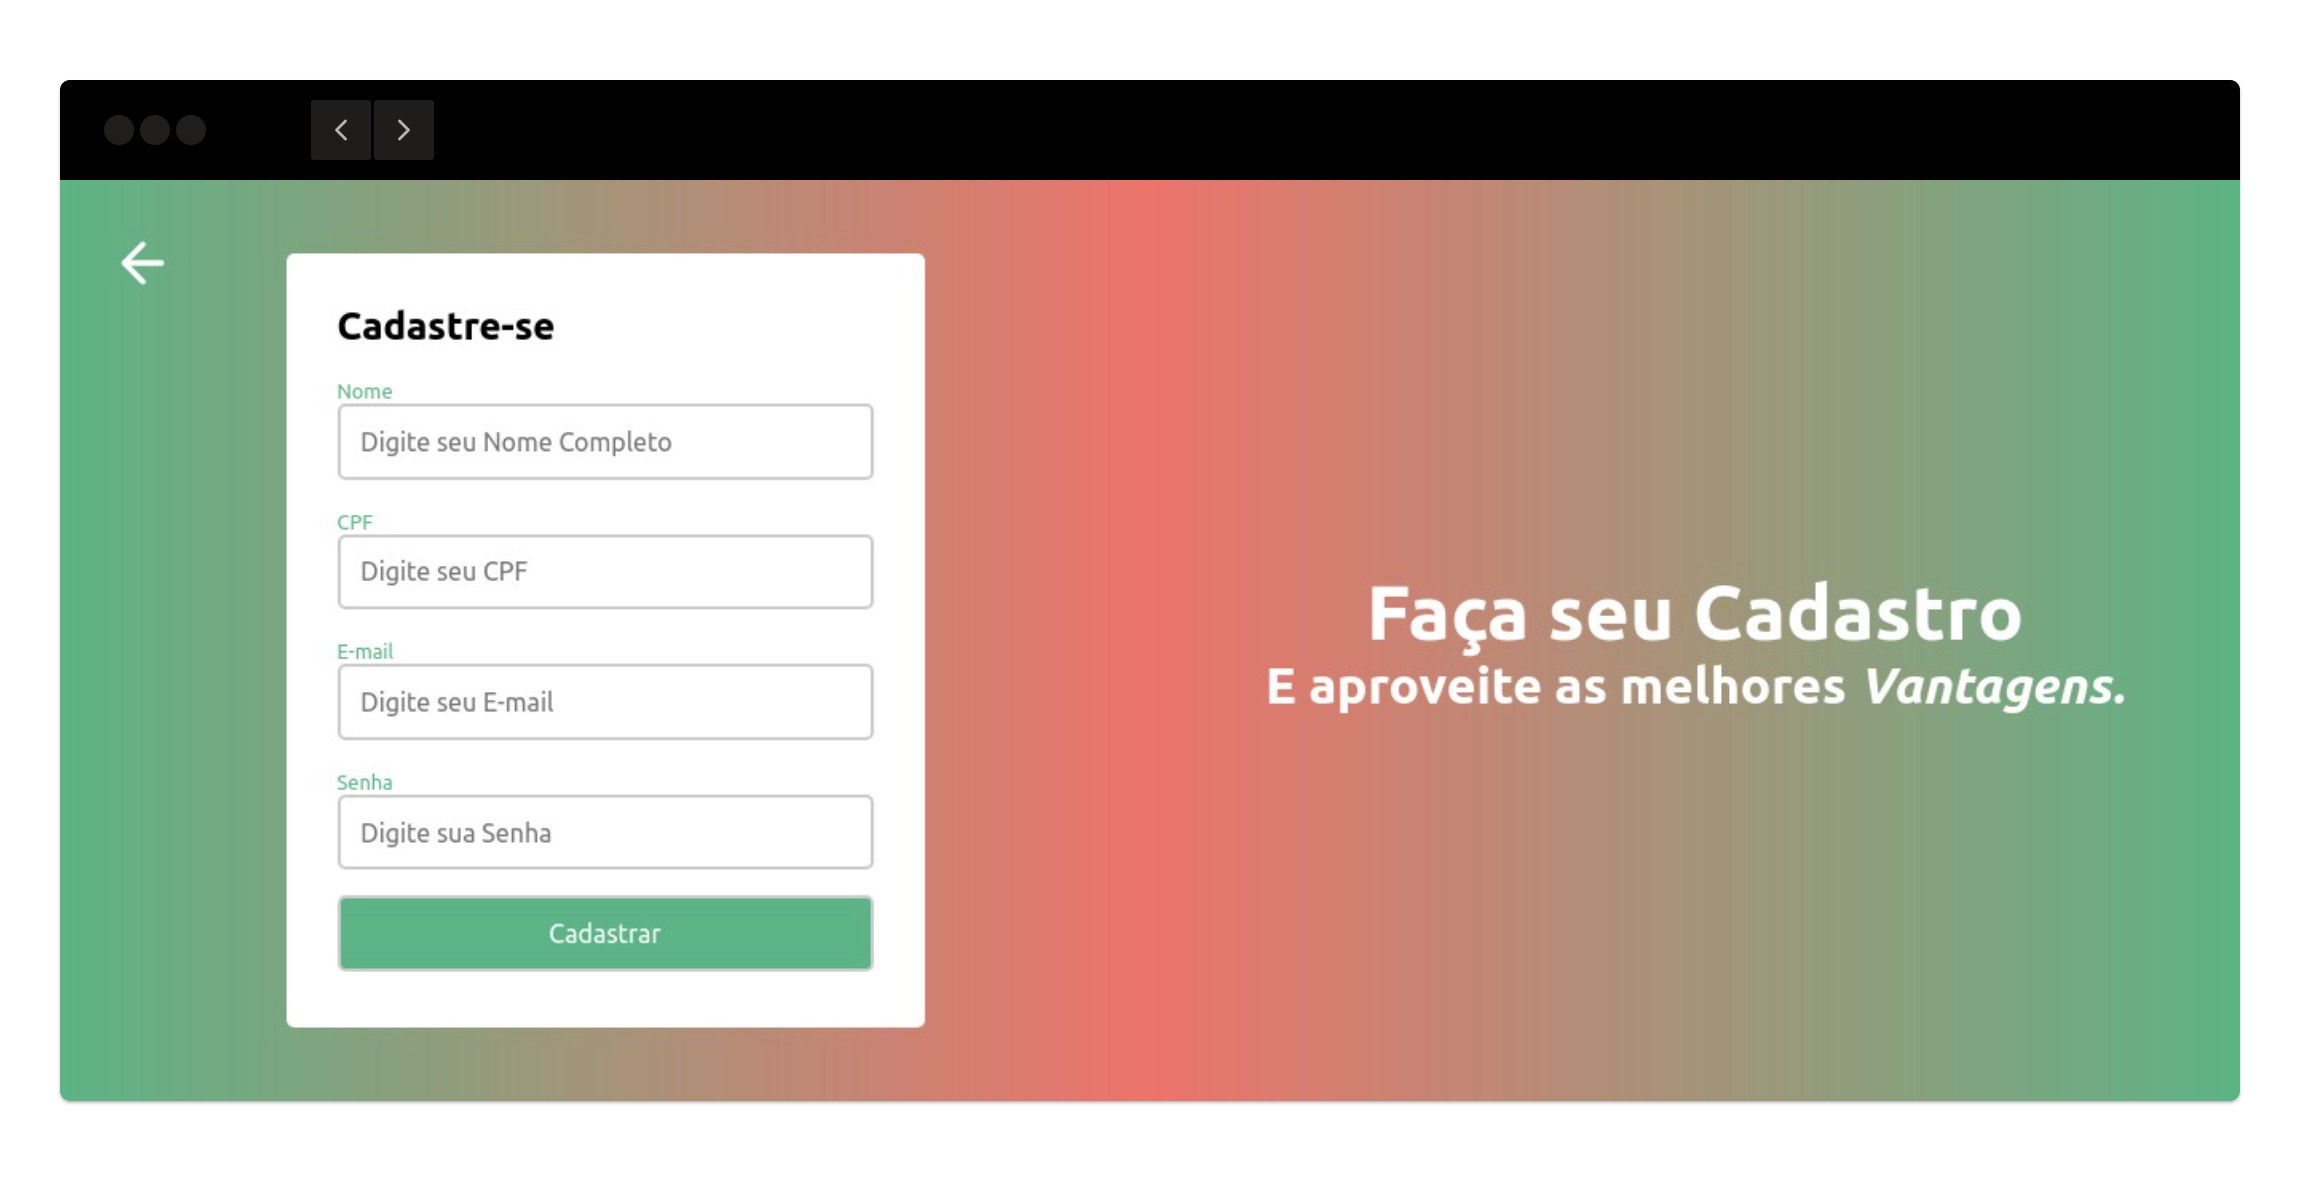 Cadastre-se
Nome
Digite seu Nome Completo
CPF
Digite seu CPF
E-mail
Digite seu E-mail
Senha
Digite sua Senha
Cadastrar
Faça seu Cadastro
E aproveite as melhores Vantagens.